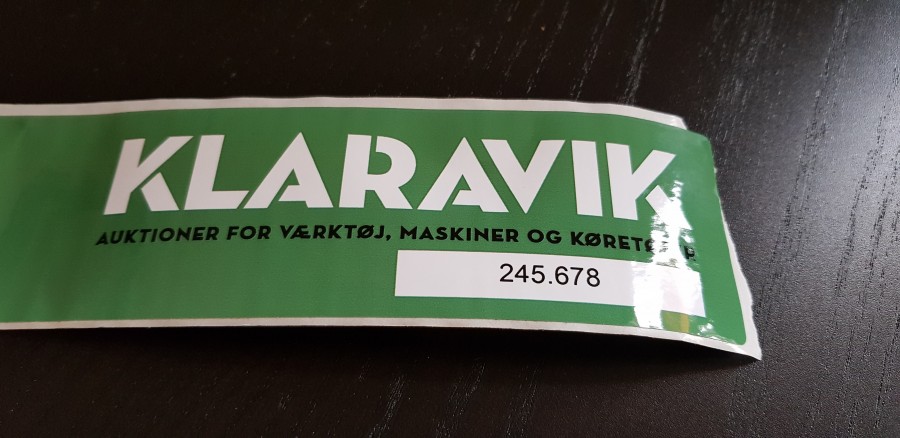 KLARAVIK
AUKTIONER FOR VÆRKTØJ, MASKINER OG
245.678